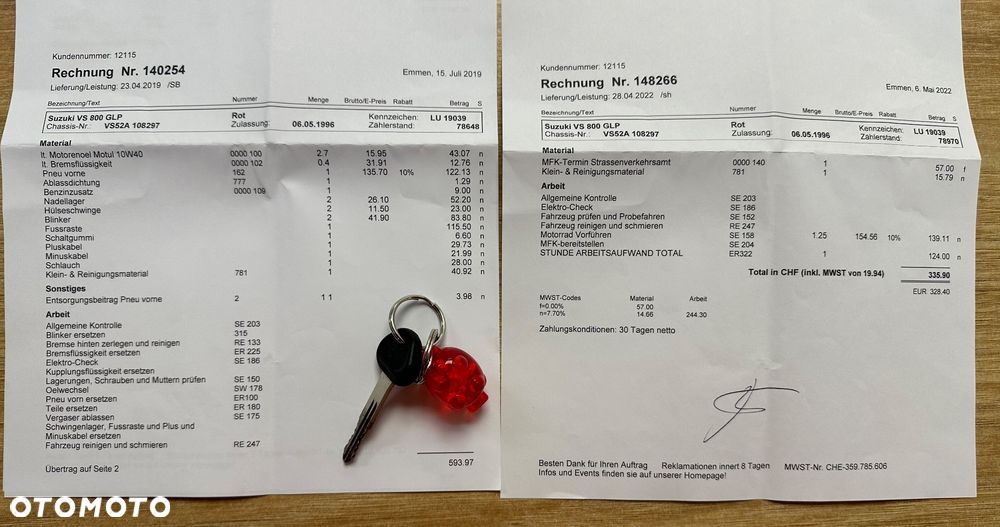 Kundennummer: 12115
Rechnung Nr. 140254
Emmen, 15. Juli 2019
Lieferung/Leistung: 23.04.2019 /SB
Bezeichnung/Text Nummer Menge Brutto/E-Preis Rabatt Betrag S
Suzuki VS 800 GLP Rot Kennzeichen: LU 19039
Chassis-Nr.: VS52A 108297 Zulassung: 06.05.1996 Zählerstand: 78648
Material
lt. Motorenoel Motul 10W40 0000 100 2.7 15.95 43.07 n
lt. Bremsflüssigkeit 0000 102 0.4 31.91 12.76 n
Pneu vorne 162 1 135.70 10% 122.13 n
Ablassdichtung 777 1 1.29 n
Benzinzusatz 0000 109 1 9.00 n
Nadellager 2 26.10 52.20 n
Hülseschwinge 2 11.50 23.00 n
Blinker 2 41.90 83.80 n
Fussraste 1 115.50 n
Schaltgummi 1 6.60 n
Pluskabel 1 29.73 n
Minuskabel 1 21.99 n
Schlauch 1 28.00 n
Klein- & Reinigungsmaterial 781 1 40.92 n
Sonstiges
Entsorgungsbeitrag Pneu vorne 2 1 1 3.98 n
Arbeit
Allgemeine Kontrolle SE 203
Blinker ersetzen 315
Bremse hinten zerlegen und reinigen RE 133
Bremsflüssigkeit ersetzen ER 225
Elektro-Check SE 186
Kupplungsflüssigkeit ersetzen
Lagerungen, Schrauben und Muttern prüfen SE 150
Oelwechsel SW 178
Pneu vorn ersetzen ER100
Teile ersetzen ER 180
Vergaser ablassen SE 175
Schwingenlager, Fussraste und Plus und
Minuskabel ersetzen
Fahrzeug reinigen und schmieren RE 247
593.97
Übertrag auf Seite 2
Kundennummer: 12115
Rechnung Nr. 148266
Emmen, 6. Mai 2022
Lieferung/Leistung: 28.04.2022 /sh
Bezeichnung/Text Nummer Menge Brutto/E-Preis Rabatt Betrag S
Suzuki VS 800 GLP Rot Kennzeichen: LU 19039
Chassis-Nr.: VS52A 108297 Zulassung: 06.05.1996 Zählerstand: 78970
Material
MFK-Termin Strassenverkehrsamt 0000 140 1 57.00 f
Klein- & Reinigungsmaterial 781 1 15.79 n
Arbeit
Allgemeine Kontrolle SE 203
Elektro-Check SE 186
Fahrzeug prüfen und Probefahren SE 152
Fahrzeug reinigen und schmieren RE 247
Motorrad Vorführen SE 158 1.25 154.56 10% 139.11 n
MFK-bereitstellen SE 204
STUNDE ARBEITSAUFWAND TOTAL ER322 1 124.00 n
Total in CHF (inkl. MWST von 19.94) 335.90
EUR 328.40
MWST-Codes Material Arbeit
f=0.00% 57.00
n=7.70% 14.66 244.30
Zahlungskonditionen: 30 Tagen netto
Besten Dank für Ihren Auftrag Reklamationen innert 8 Tagen MWST-Nr. CHE-359.785.606
Infos und Events finden sie auf unserer Homepage!
OTOMOTO